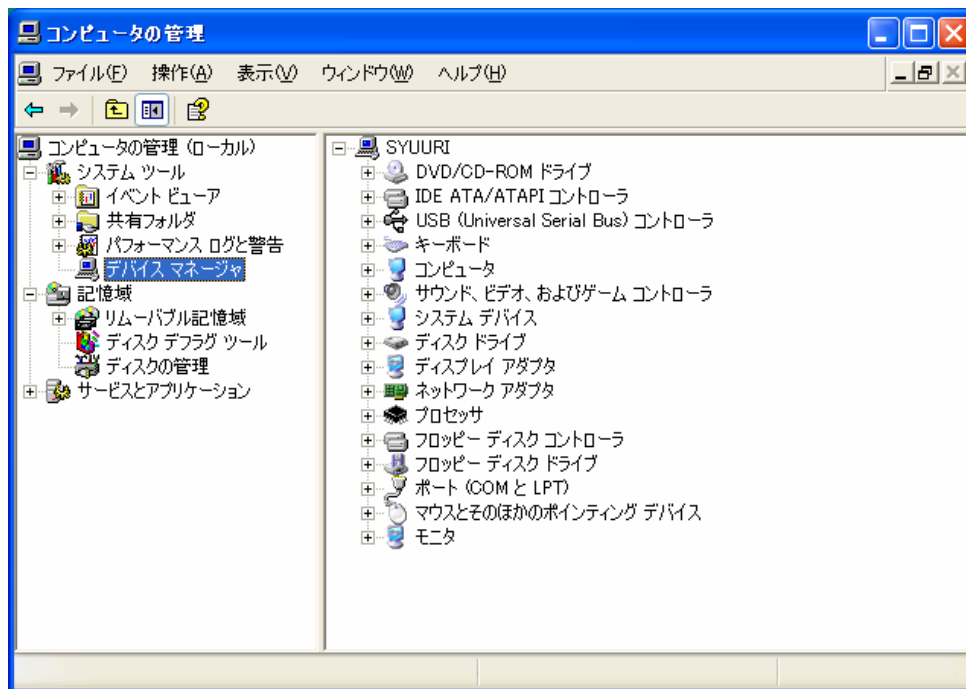 コンピュータの管理
ファイル(F) 操作(A) 表示(V) ウィンドウ(W) ヘルプ(H)
コンピュータの管理 (ローカル)
システム ツール
イベント ビューア
共有フォルダ
パフォーマンス ログと警告
デバイス マネージャ
記憶域
リムーバブル記憶域
ディスク デフラグ ツール
ディスクの管理
サービスとアプリケーション
SYUURI
DVD/CD-ROM ドライブ
IDE ATA/ATAPI コントローラ
USB (Universal Serial Bus) コントローラ
キーボード
コンピュータ
サウンド、ビデオ、およびゲーム コントローラ
システム デバイス
ディスク ドライブ
ディスプレイ アダプタ
ネットワーク アダプタ
プロセッサ
フロッピー ディスク コントローラ
フロッピー ディスク ドライブ
ポート (COM と LPT)
マウスとそのほかのポインティング デバイス
モニタ